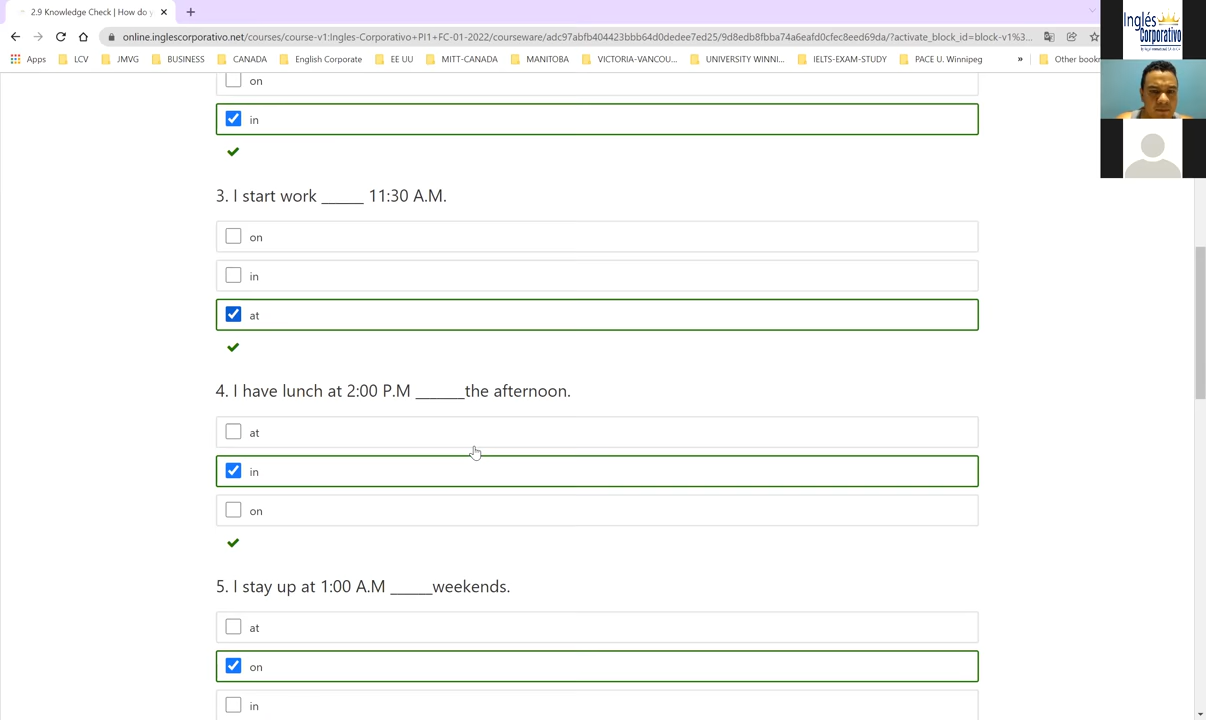 2.9 Knowledge Check | How do
online.inglescorporativo.net/courses/course-v1:Ingles-Corporativo+PI1+FC-01-2022/courseware/adc97abfb404423bbb64d0dedee7ed25/9d8edb8fbba74a6eafd0cfec8eed69da/?activate_block_id=block-v1%3...
Apps LCV JMVG BUSINESS CANADA English Corporate EE UU MITT-CANADA MANITOBA VICTORIA-VANCOU... UNIVERSITY WINNI... IELTS-EXAM-STUDY PACE U. Winnipeg » Other bookm
Inglés
Corporativo
on
in
3. I start work _____ 11:30 A.M.
on
in
at
4. I have lunch at 2:00 P.M ______the afternoon.
at
in
on
5. I stay up at 1:00 A.M _____weekends.
at
on
in